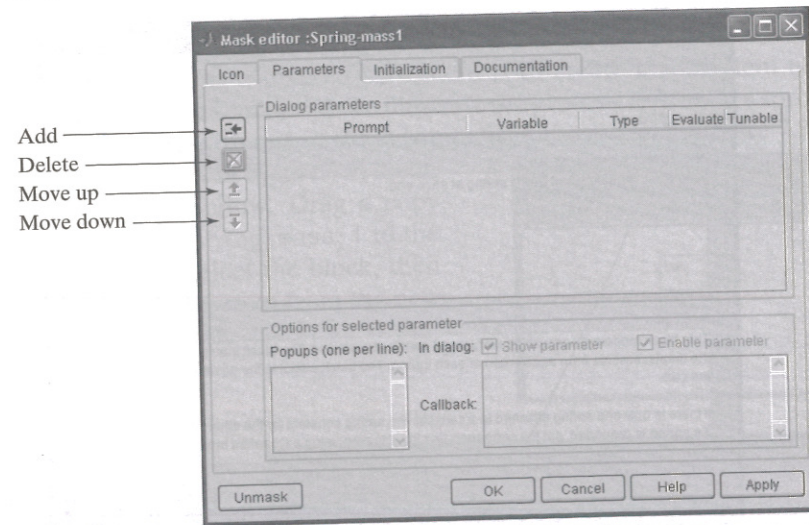 Mask editor :Spring-mass1
Icon Parameters Initialization Documentation
Dialog parameters
Prompt Variable Type Evaluate Tunable
Add
Delete
Move up
Move down
Options for selected parameter
Popups (one per line): In dialog: Show parameter Enable parameter
Callback:
Unmask OK Cancel Help Apply